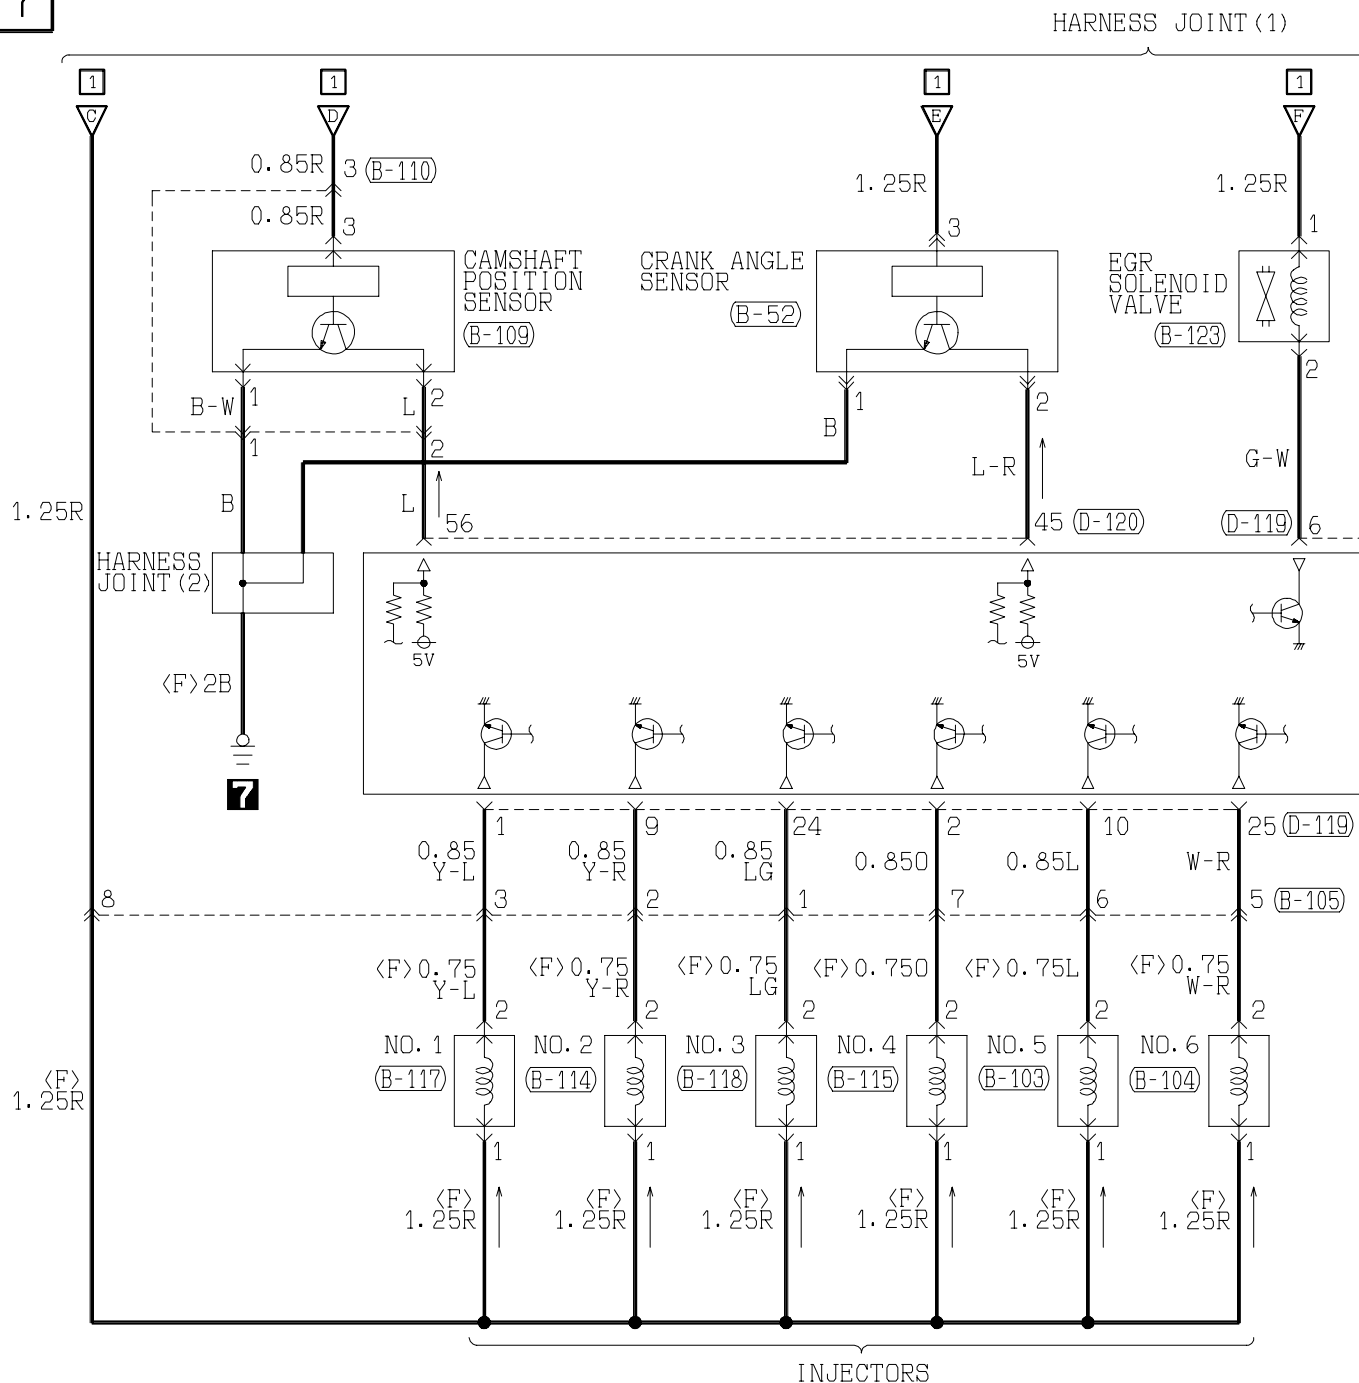 HARNESS JOINT(1)
1 1 1 1
C D E F
0.85R 3 B-110
1.25R 1.25R
0.85R 3 3 1
CAMSHAFT
POSITION
SENSOR
B-109
CRANK ANGLE
SENSOR
B-52
EGR
SOLENOID
VALVE
B-123
B-W 1 L 2 B 1 2 2
1 2
L-R G-W
1.25R B L 56 45 D-120 D-119 6
HARNESS
JOINT(2)
5V 5V
<F>2B
7
1 9 24 2 10 25 D-119
0.85
Y-L
0.85
Y-R
0.85
LG
0.85O
0.85L
W-R
8 3 2 1 7 6 5 B-105
<F>0.75
Y-L
<F>0.75
Y-R
<F>0.75
LG
<F>0.75O
<F>0.75L
<F>0.75
W-R
2 2 2 2 2 2
NO.1 NO.2 NO.3 NO.4 NO.5 NO.6
B-117 B-114 B-118 B-115 B-103 B-104
<F>
1.25R
1 1 1 1 1 1
<F> <F> <F> <F> <F> <F>
1.25R 1.25R 1.25R 1.25R 1.25R 1.25R
INJECTORS